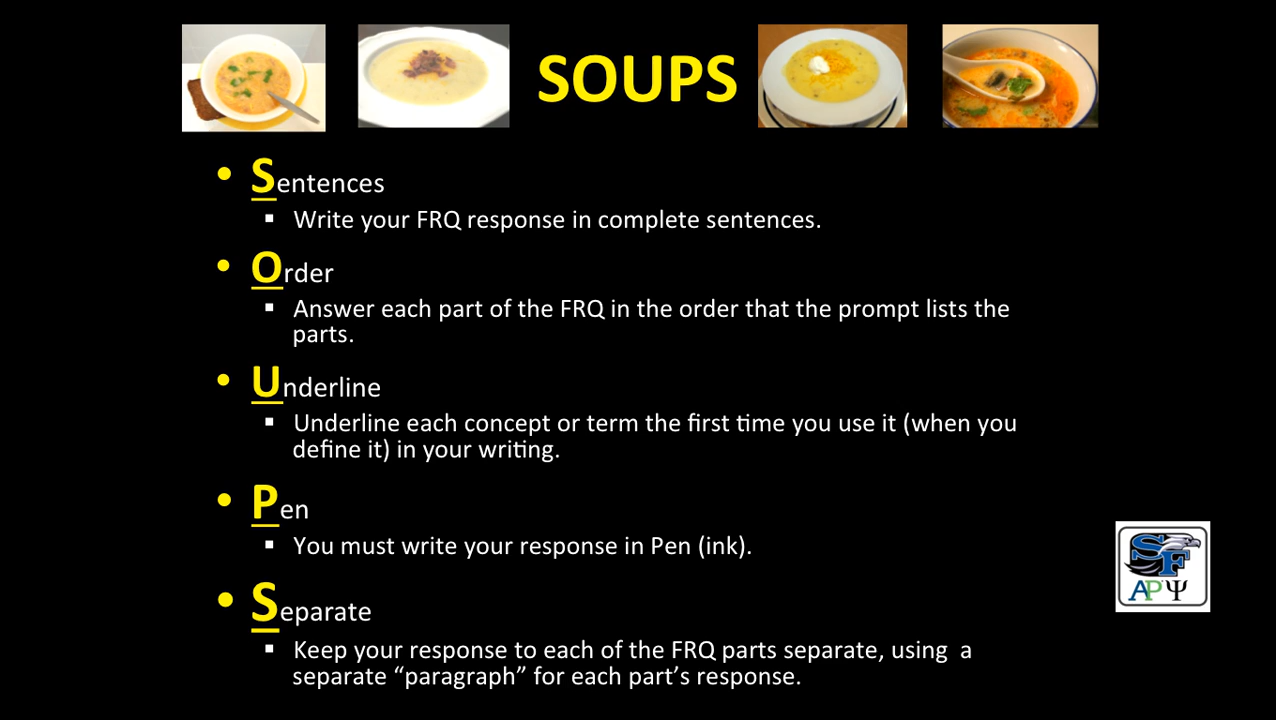 SOUPS
• Sentences
▪ Write your FRQ response in complete sentences.
• Order
▪ Answer each part of the FRQ in the order that the prompt lists the
parts.
• Underline
▪ Underline each concept or term the first time you use it (when you
define it) in your writing.
• Pen
▪ You must write your response in Pen (ink).
• Separate
▪ Keep your response to each of the FRQ parts separate, using  a
separate “paragraph” for each part’s response.
SF
AP Ψ